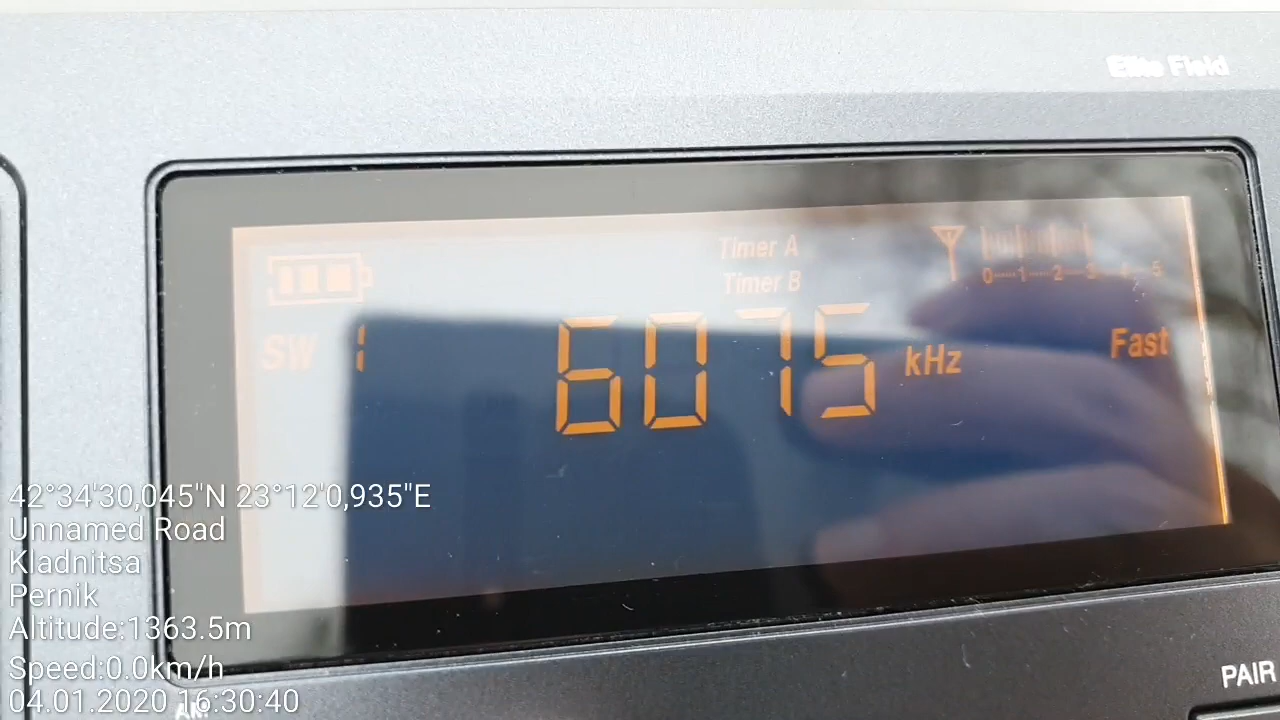 Elite Field
Timer A
Timer B
0 1 2 3 4 5
SW 1
6075 kHz
Fast
42°34'30,045"N 23°12'0,935"E
Unnamed Road
Kladnitsa
Pernik
Altitude:1363.5m
Speed:0.0km/h
04.01.2020 16:30:40
PAIR